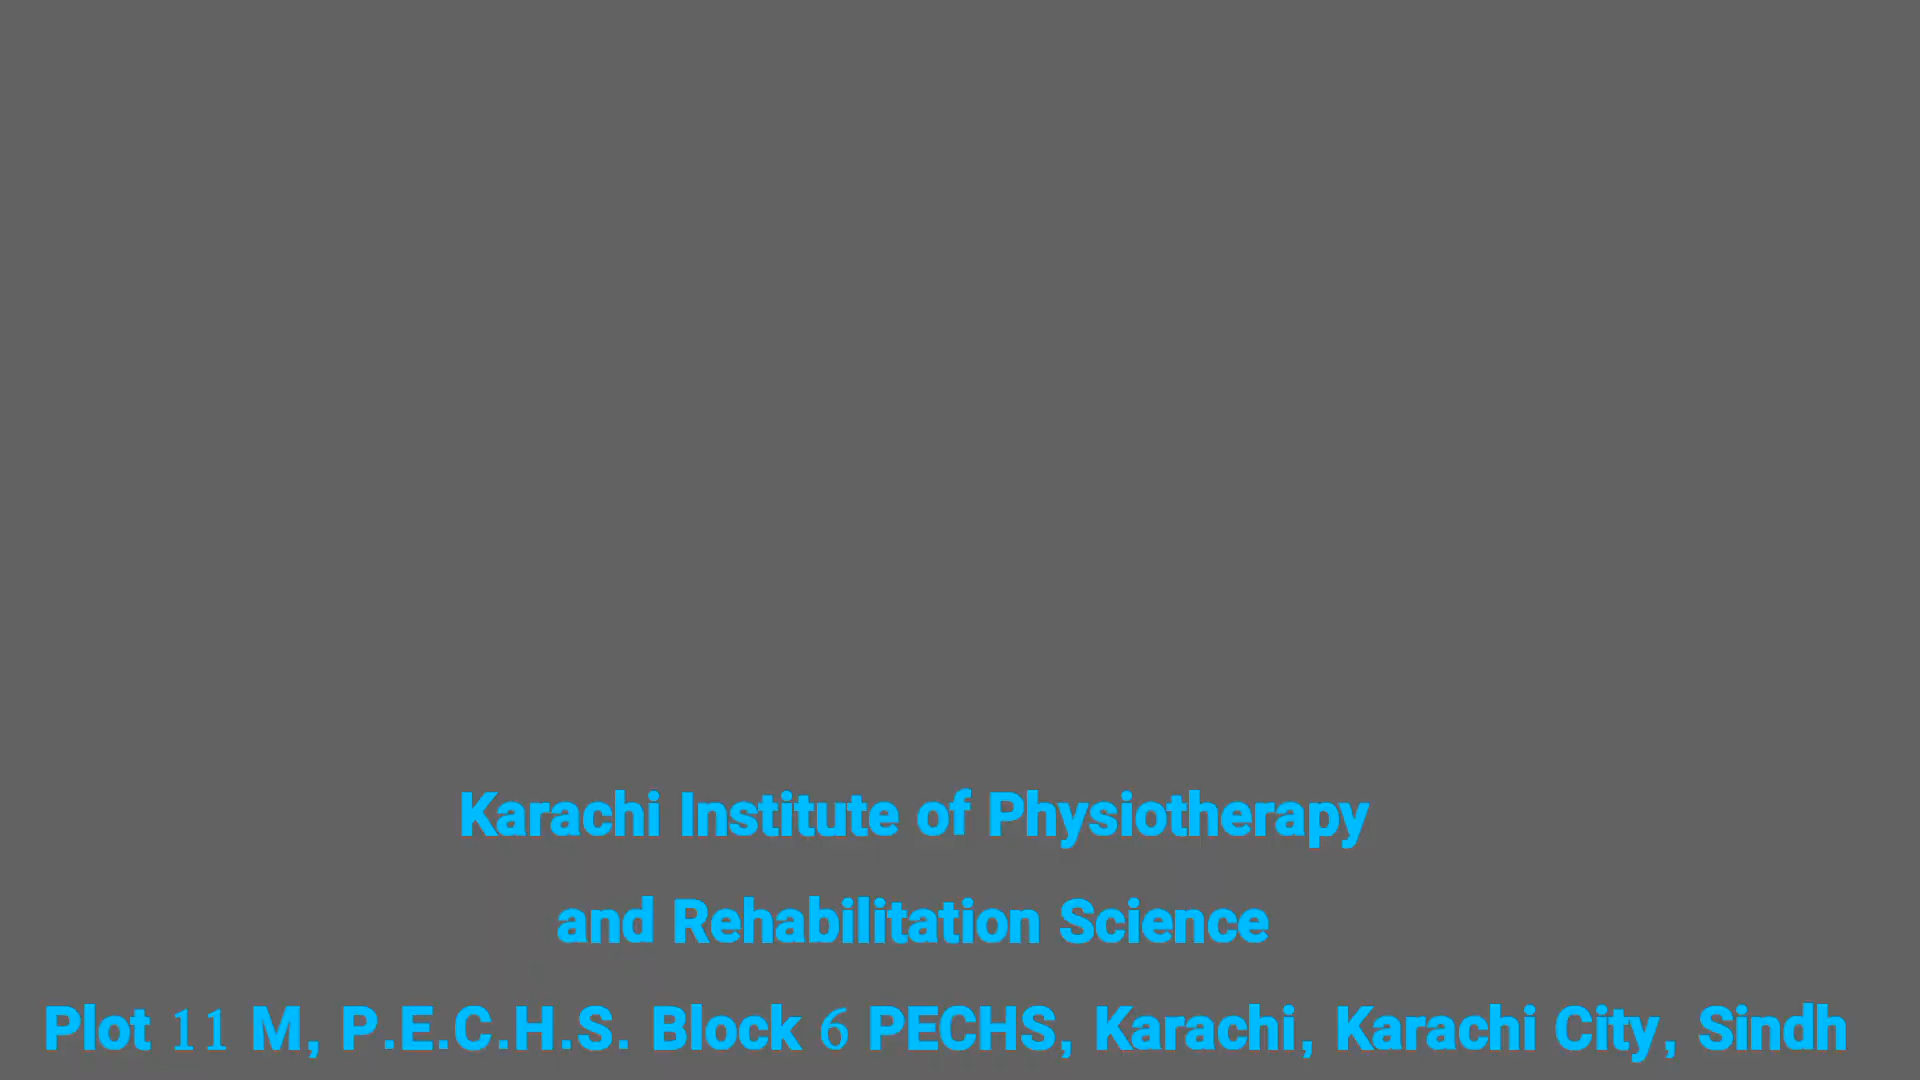 Karachi Institute of Physiotherapy
and Rehabilitation Science
Plot 11 M, P.E.C.H.S. Block 6 PECHS, Karachi, Karachi City, Sindh